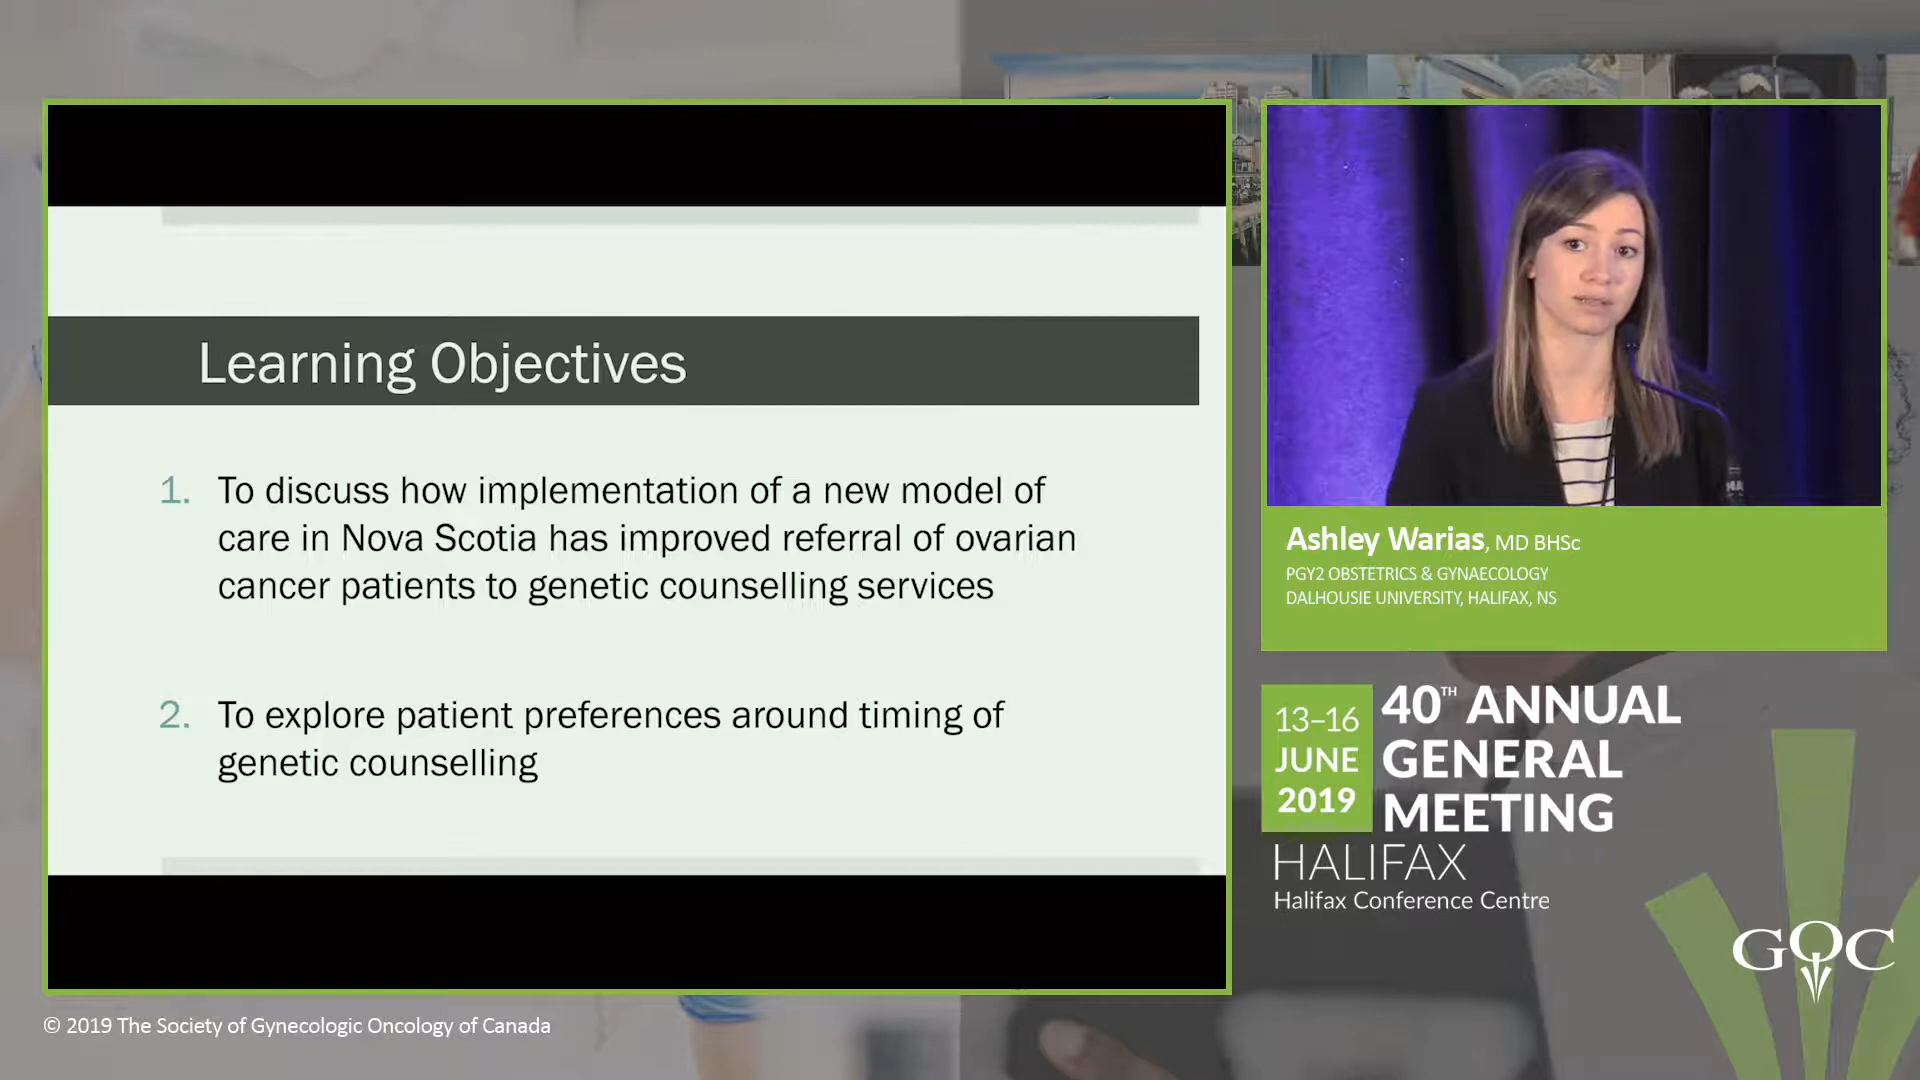 Learning Objectives
1. To discuss how implementation of a new model of
care in Nova Scotia has improved referral of ovarian
cancer patients to genetic counselling services
2. To explore patient preferences around timing of
genetic counselling
Ashley Warias, MD BHSc
PGY2 OBSTETRICS & GYNAECOLOGY
DALHOUSIE UNIVERSITY, HALIFAX, NS
13–16
JUNE
2019
40TH ANNUAL
GENERAL
MEETING
HALIFAX
Halifax Conference Centre
GOC
© 2019 The Society of Gynecologic Oncology of Canada